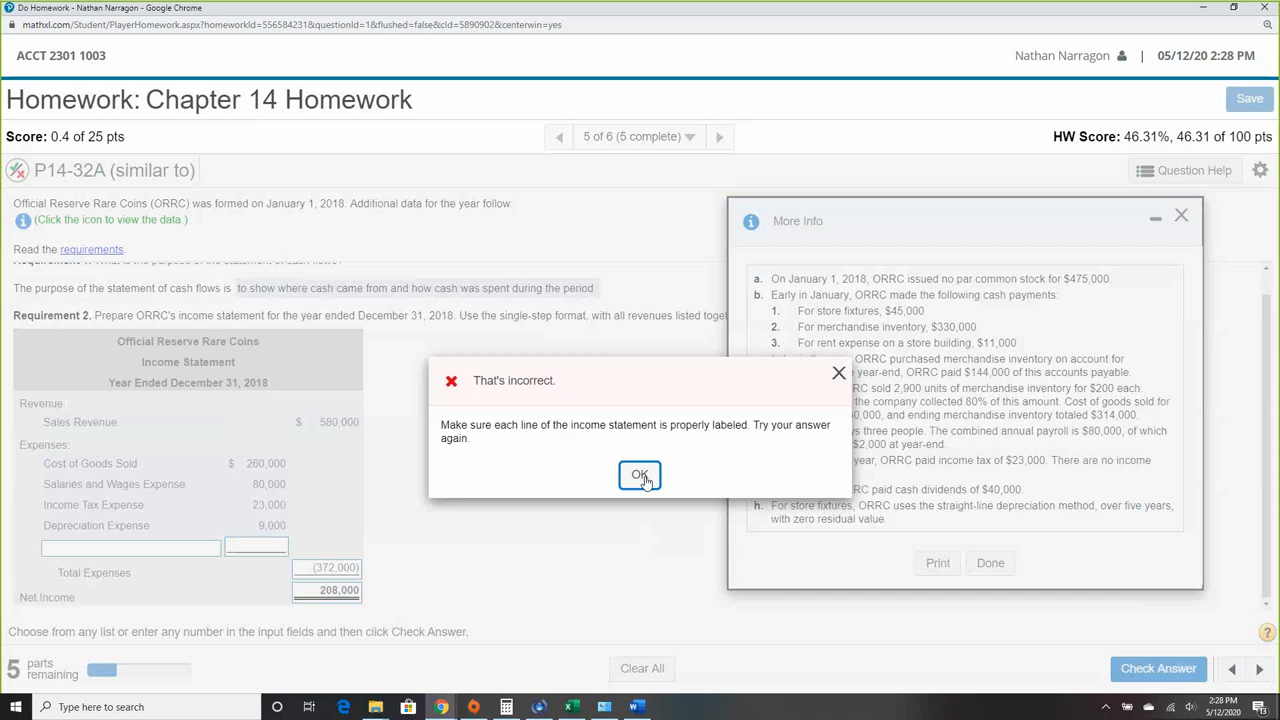 Do Homework - Nathan Narragon - Google Chrome
mathxl.com/Student/PlayerHomework.aspx?homeworkId=556584231&questionId=1&flushed=false&cId=5890902&centerwin=yes
ACCT 2301 1003
Nathan Narragon | 05/12/20 2:28 PM
Homework: Chapter 14 Homework
Save
Score: 0.4 of 25 pts
5 of 6 (5 complete)
HW Score: 46.31%, 46.31 of 100 pts
P14-32A (similar to)
Question Help
Official Reserve Rare Coins (ORRC) was formed on January 1, 2018. Additional data for the year follow.
(Click the icon to view the data.)
Read the requirements.
The purpose of the statement of cash flows is to show where cash came from and how cash was spent during the period.
Requirement 2. Prepare ORRC's income statement for the year ended December 31, 2018. Use the single-step format, with all revenues listed
Official Reserve Rare Coins
Income Statement
Year Ended December 31, 2018
Revenue:
Sales Revenue $ 580,000
Expenses:
Cost of Goods Sold $ 260,000
Salaries and Wages Expense 80,000
Income Tax Expense 23,000
Depreciation Expense 9,000
Total Expenses (372,000)
Net Income 208,000
More Info
a. On January 1, 2018, ORRC issued no par common stock for $475,000.
b. Early in January, ORRC made the following cash payments:
1. For store fixtures, $45,000
2. For merchandise inventory, $330,000
3. For rent expense on a store building, $11,000
ORRC purchased merchandise inventory on account for
year-end, ORRC paid $144,000 of this accounts payable.
sold 2,900 units of merchandise inventory for $200 each
the company collected 80% of this amount. Cost of goods sold for
0,000, and ending merchandise inventory totaled $314,000.
three people. The combined annual payroll is $80,000, of which
$2,000 at year-end.
year, ORRC paid income tax of $23,000. There are no income
paid cash dividends of $40,000.
h. For store fixtures, ORRC uses the straight-line depreciation method, over five years,
with zero residual value.
Print
Done
That's incorrect.
Make sure each line of the income statement is properly labeled. Try your answer
again.
OK
Choose from any list or enter any number in the input fields and then click Check Answer.
?
5 parts
remaining
Clear All
Check Answer
Type here to search
2:28 PM
5/12/2020